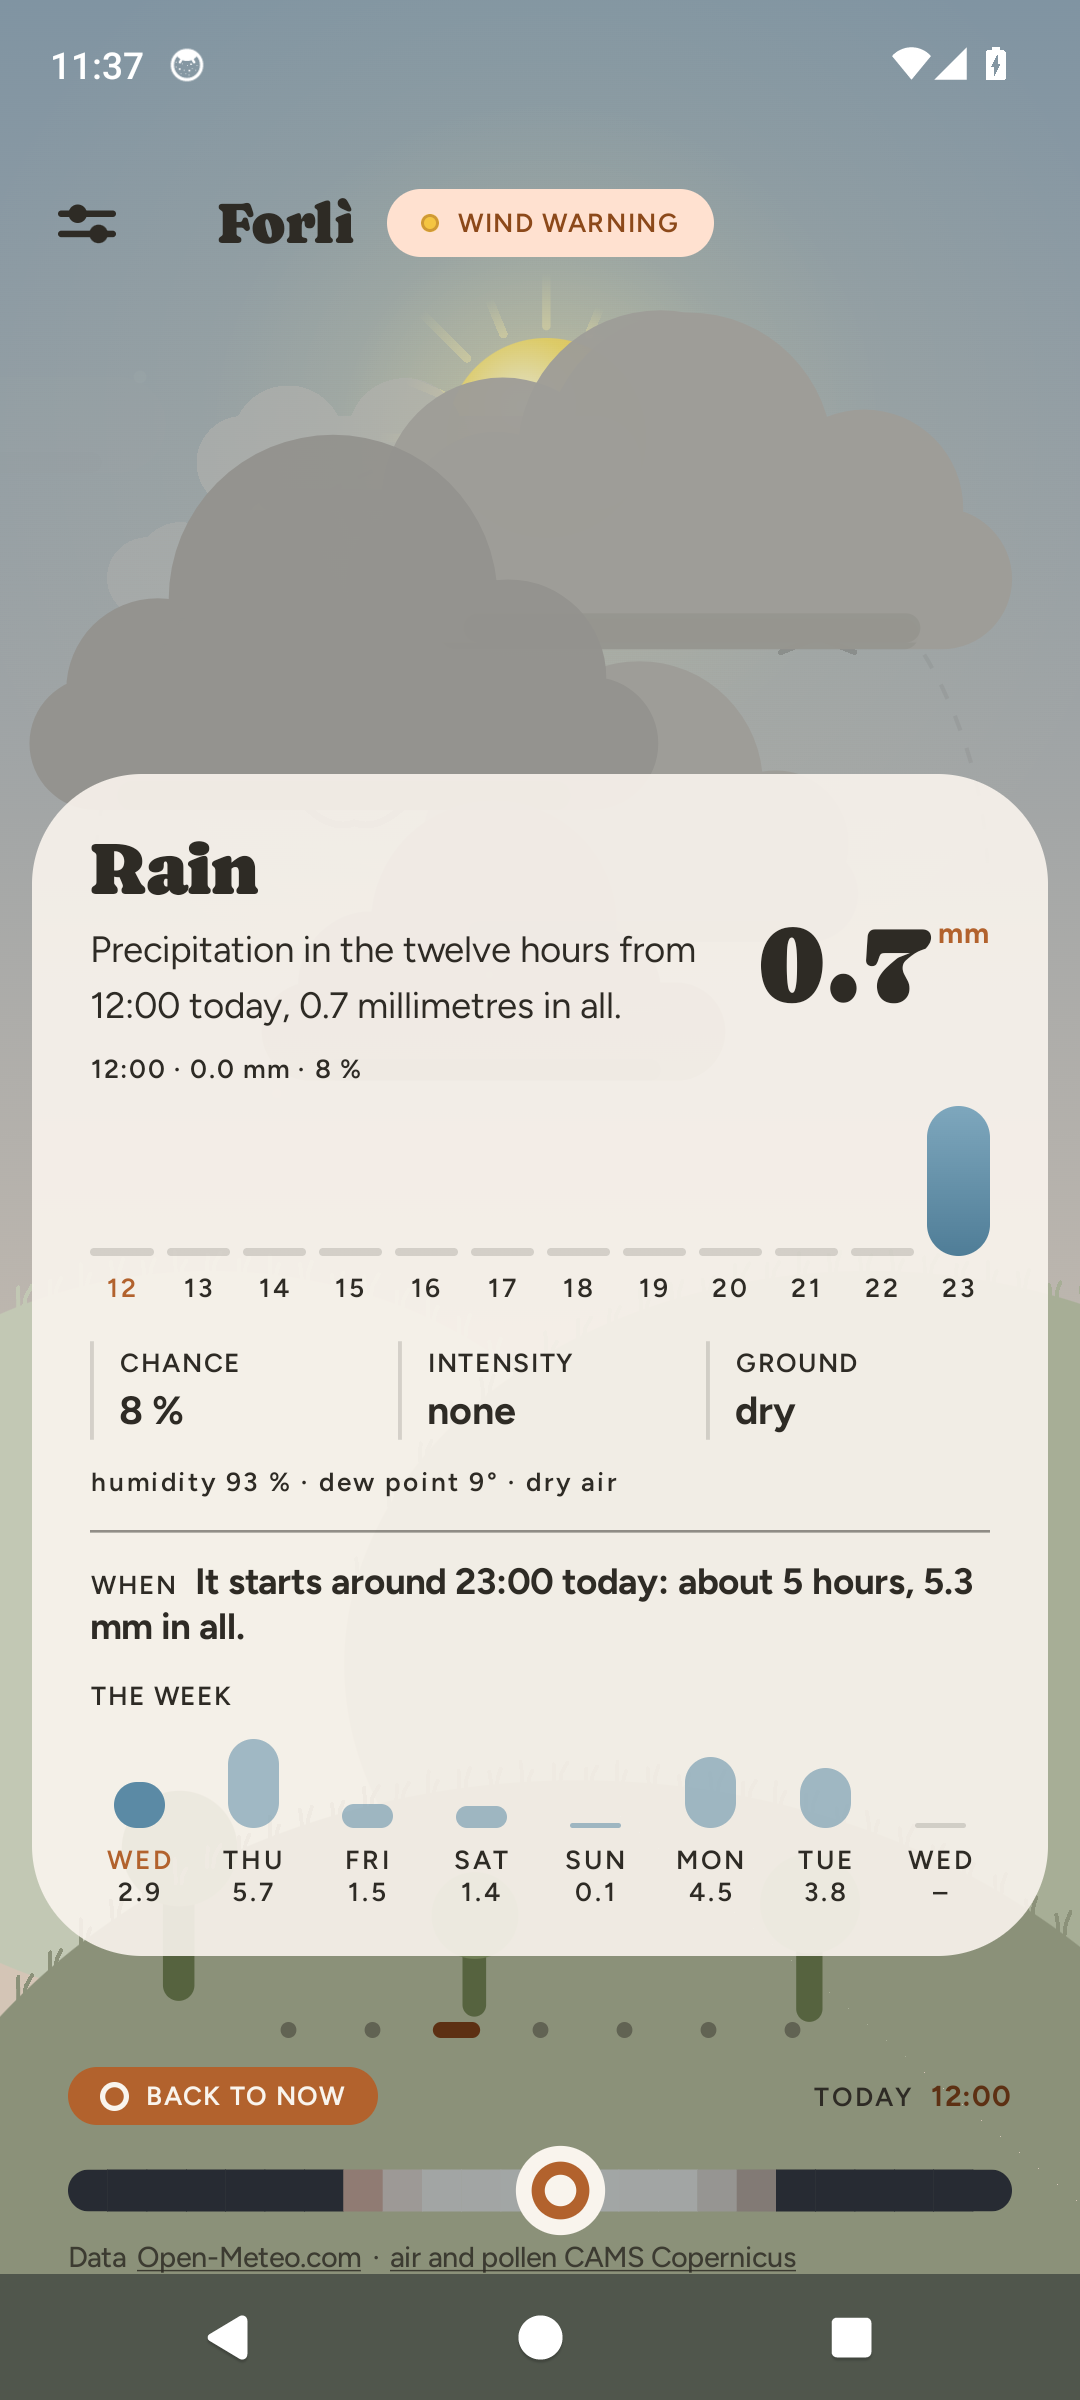 11:37
Forlì
WIND WARNING
Rain
Precipitation in the twelve hours from
12:00 today, 0.7 millimetres in all.
0.7 mm
12:00 · 0.0 mm · 8 %
12 13 14 15 16 17 18 19 20 21 22 23
CHANCE INTENSITY GROUND
8 % none dry
humidity 93 % · dew point 9° · dry air
WHEN It starts around 23:00 today: about 5 hours, 5.3
mm in all.
THE WEEK
WED THU FRI SAT SUN MON TUE WED
2.9 5.7 1.5 1.4 0.1 4.5 3.8 –
BACK TO NOW
TODAY 12:00
Data Open-Meteo.com · air and pollen CAMS Copernicus